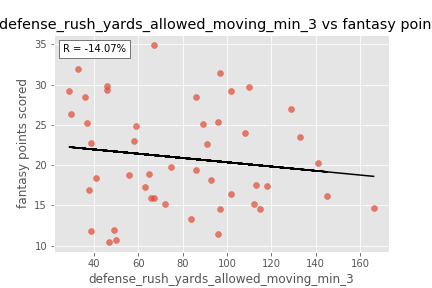 defense_rush_yards_allowed_moving_min_3 vs fantasy poin
R = -14.07%
35
30
25
20
15
10
fantasy points scored
40 60 80 100 120 140 160
defense_rush_yards_allowed_moving_min_3